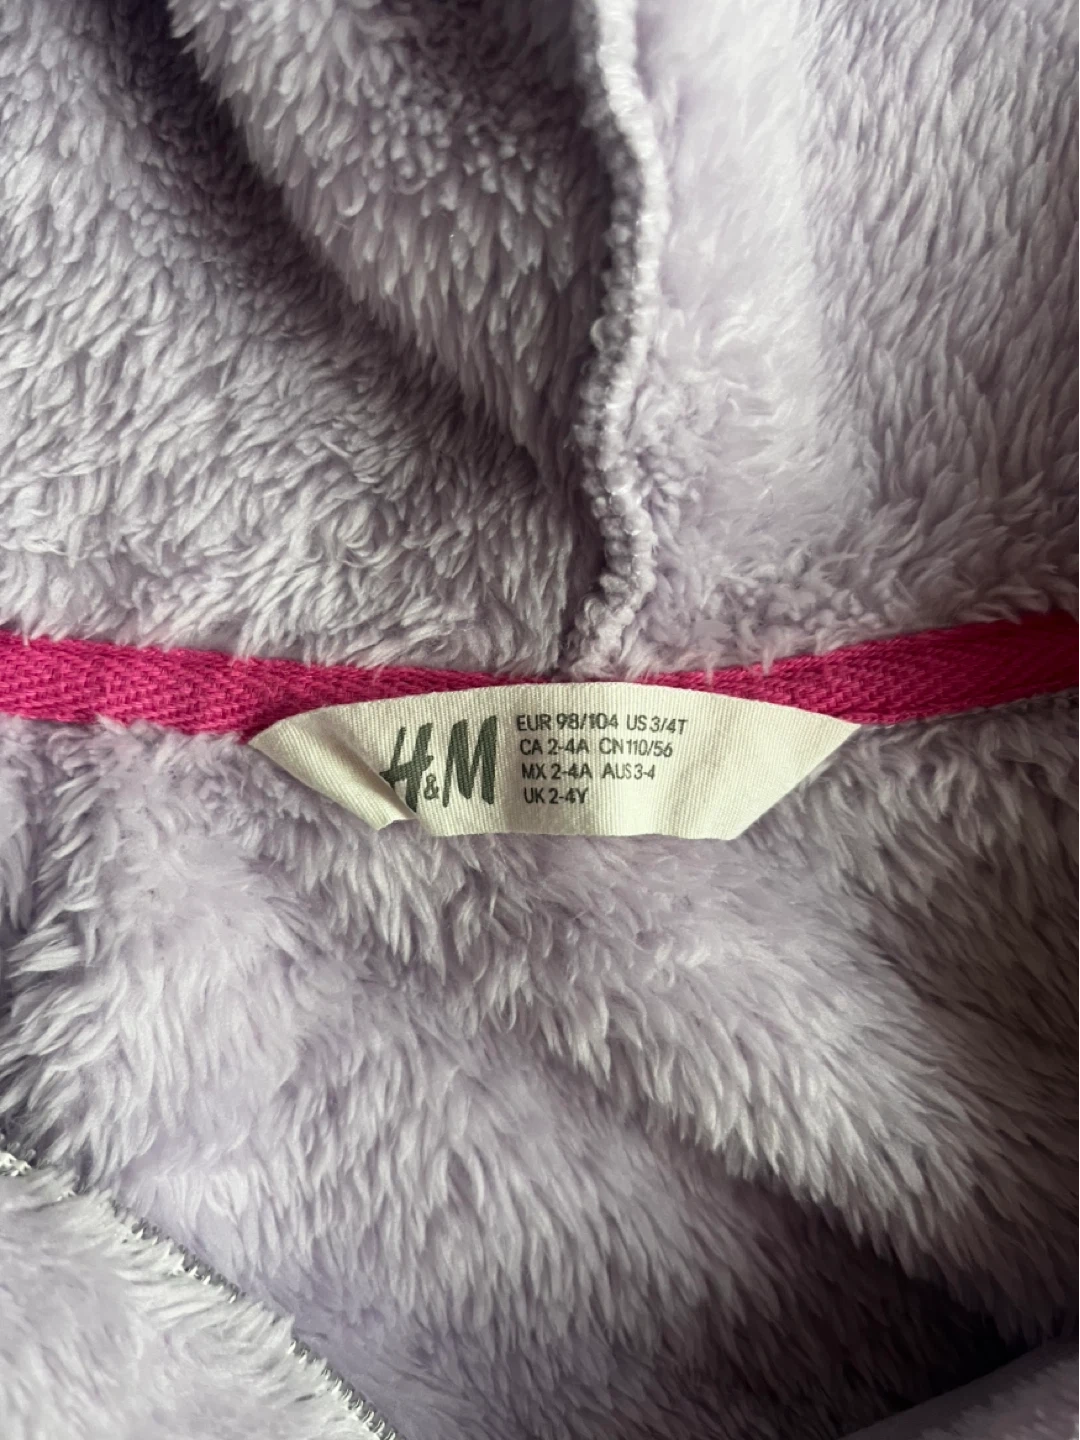 H&M
EUR 98/104 US 3/4T
CA 2-4A CN 110/56
MX 2-4A AUS 3-4
UK 2-4Y